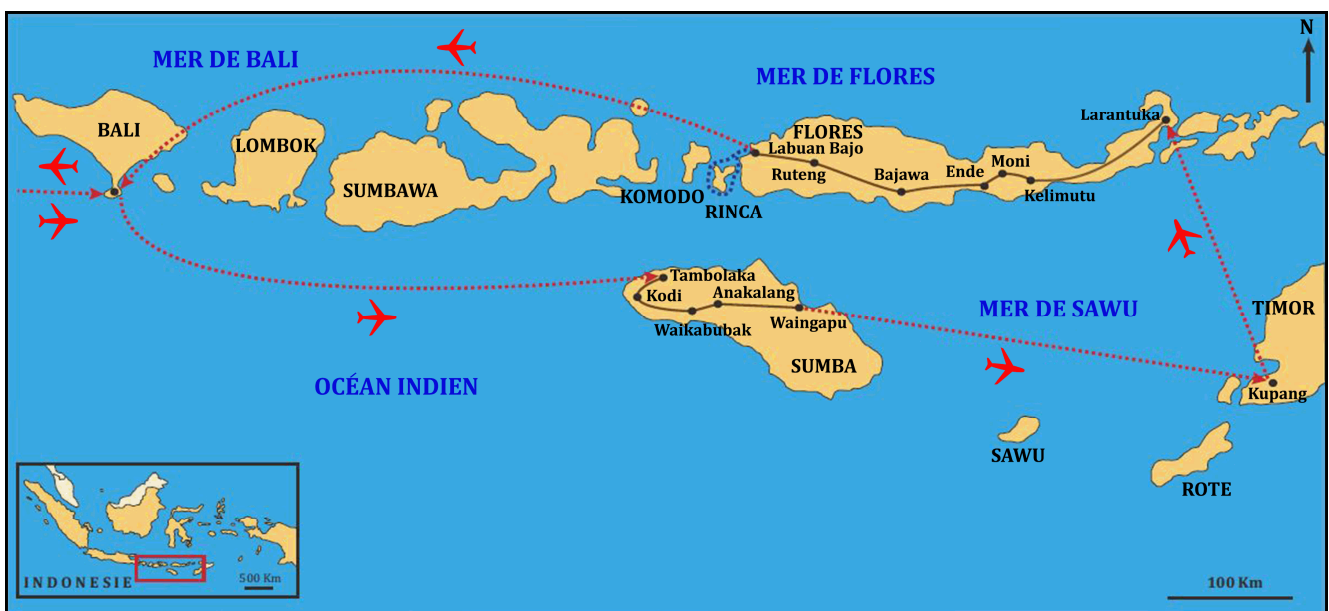 N
MER DE BALI
MER DE FLORES
Larantuka
BALI
LOMBOK
FLORES
Labuan Bajo
SUMBAWA
Ruteng
Bajawa
Ende
Moni
Kelimutu
KOMODO
RINCA
Tambolaka
Kodi
Anakalang
Waikabubak
Waingapu
SUMBA
MER DE SAWU
TIMOR
OCÉAN INDIEN
Kupang
SAWU
ROTE
INDONESIE
500 Km
100 Km